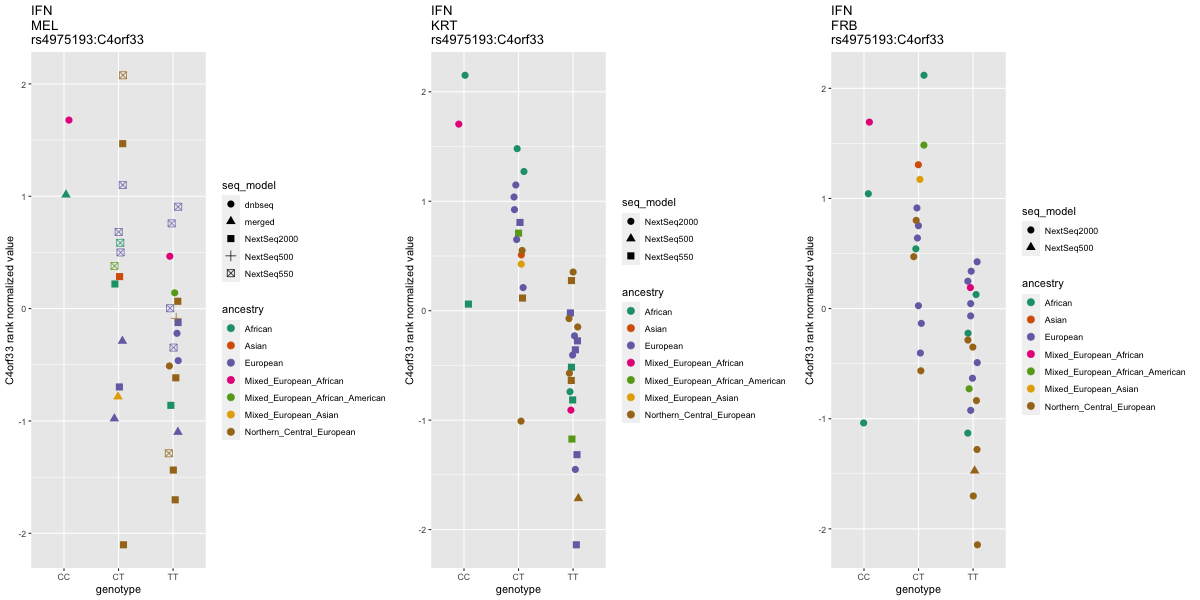 IFN
MEL
rs4975193:C4orf33
C4orf33 rank normalized value
2
1
0
-1
-2
CC
CT
TT
genotype
seq_model
dnbseq
merged
NextSeq2000
NextSeq500
NextSeq550
ancestry
African
Asian
European
Mixed_European_African
Mixed_European_African_American
Mixed_European_Asian
Northern_Central_European
IFN
KRT
rs4975193:C4orf33
C4orf33 rank normalized value
2
1
0
-1
-2
CC
CT
TT
genotype
seq_model
NextSeq2000
NextSeq500
NextSeq550
ancestry
African
Asian
European
Mixed_European_African
Mixed_European_African_American
Mixed_European_Asian
Northern_Central_European
IFN
FRB
rs4975193:C4orf33
C4orf33 rank normalized value
2
1
0
-1
-2
CC
CT
TT
genotype
seq_model
NextSeq2000
NextSeq500
ancestry
African
Asian
European
Mixed_European_African
Mixed_European_African_American
Mixed_European_Asian
Northern_Central_European